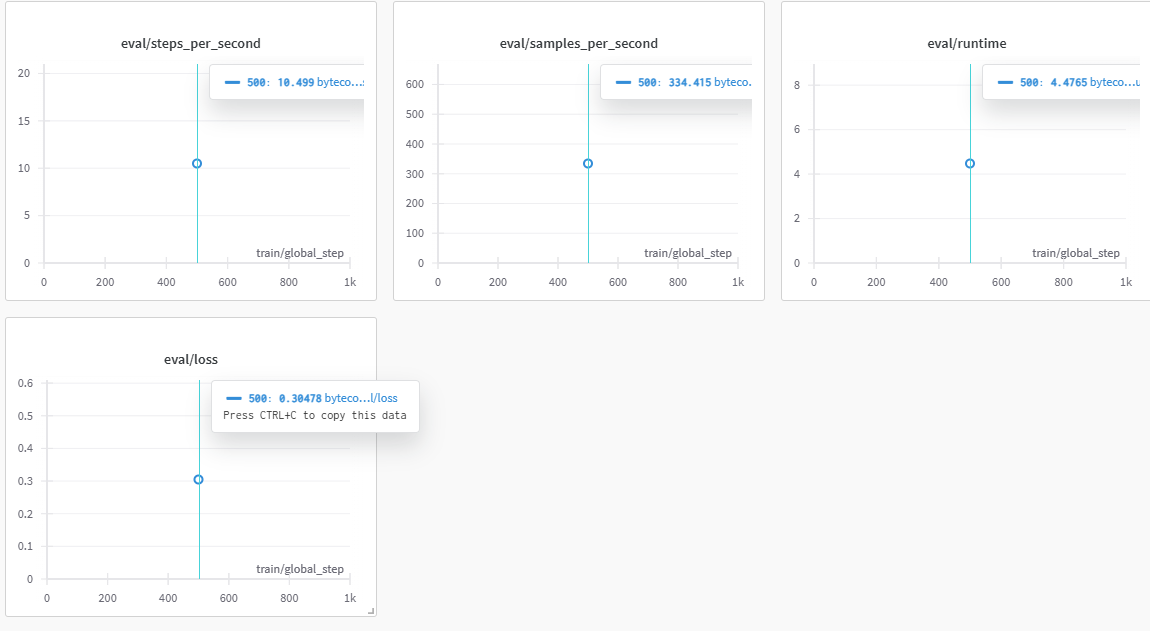 eval/steps_per_second
500: 10.499 byteco...
20
15
10
5
0
train/global_step
0 200 400 600 800 1k
eval/samples_per_second
500: 334.415 byteco.
600
500
400
300
200
100
0
train/global_step
0 200 400 600 800 1k
eval/runtime
500: 4.4765 byteco...u
8
6
4
2
0
train/global_step
0 200 400 600 800 1k
eval/loss
500: 0.30478 byteco...l/loss
Press CTRL+C to copy this data
0.6
0.5
0.4
0.3
0.2
0.1
0
train/global_step
0 200 400 600 800 1k